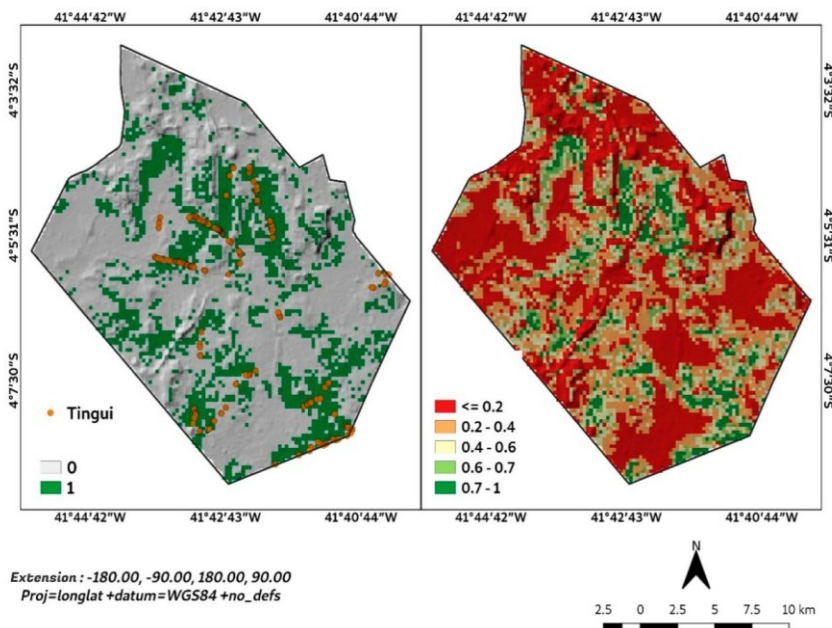 41°44′42″W 41°42′43″W 41°40′44″W 41°44′42″W 41°42′43″W 41°40′44″W
4°3′32″S 4°3′32″S
4°5′31″S 4°5′31″S
4°7′30″S 4°7′30″S
Tingui
0
1
<= 0.2
0.2 - 0.4
0.4 - 0.6
0.6 - 0.7
0.7 - 1
41°44′42″W 41°42′43″W 41°40′44″W 41°44′42″W 41°42′43″W 41°40′44″W
Extension : -180.00, -90.00, 180.00, 90.00
Proj=longlat +datum=WGS84 +no_defs
N
2.5 0 2.5 5 7.5 10 km